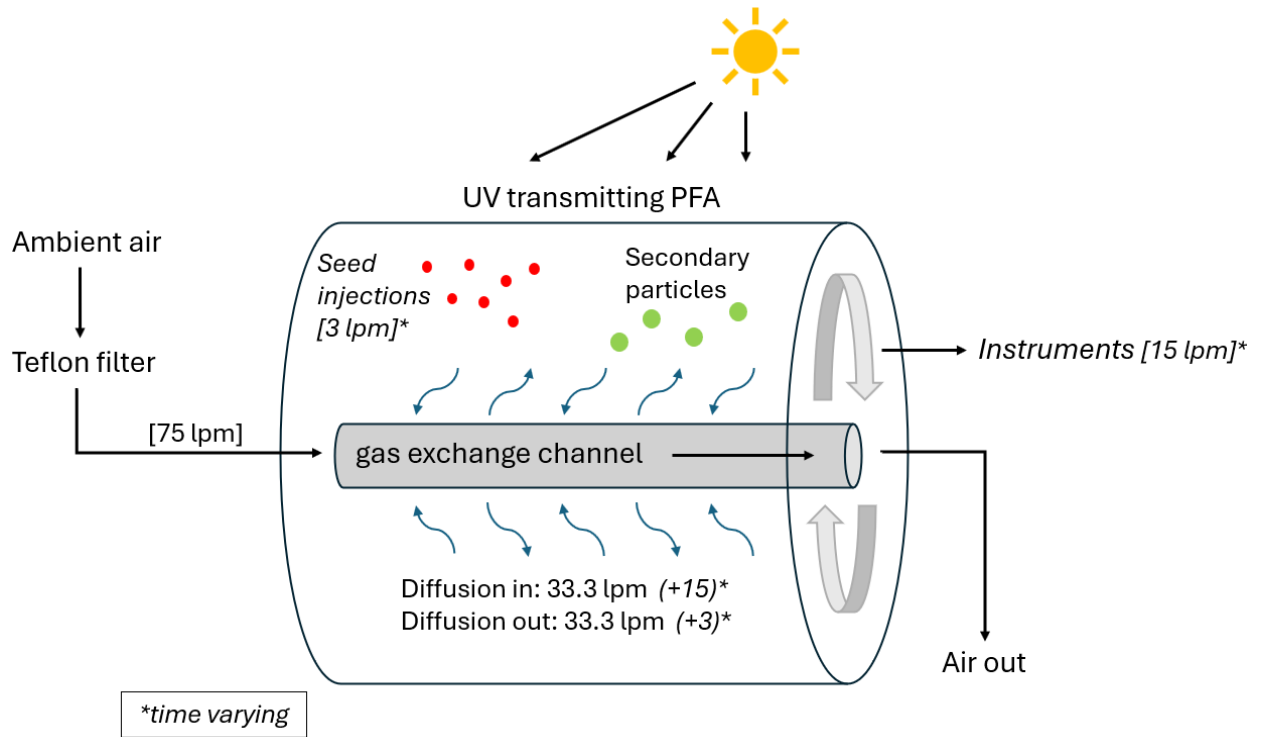 UV transmitting PFA
Ambient air
Teflon filter
[75 lpm]
Seed
injections
[3 lpm]*
Secondary
particles
Instruments [15 lpm]*
gas exchange channel
Diffusion in: 33.3 lpm (+15)*
Diffusion out: 33.3 lpm (+3)*
Air out
*time varying